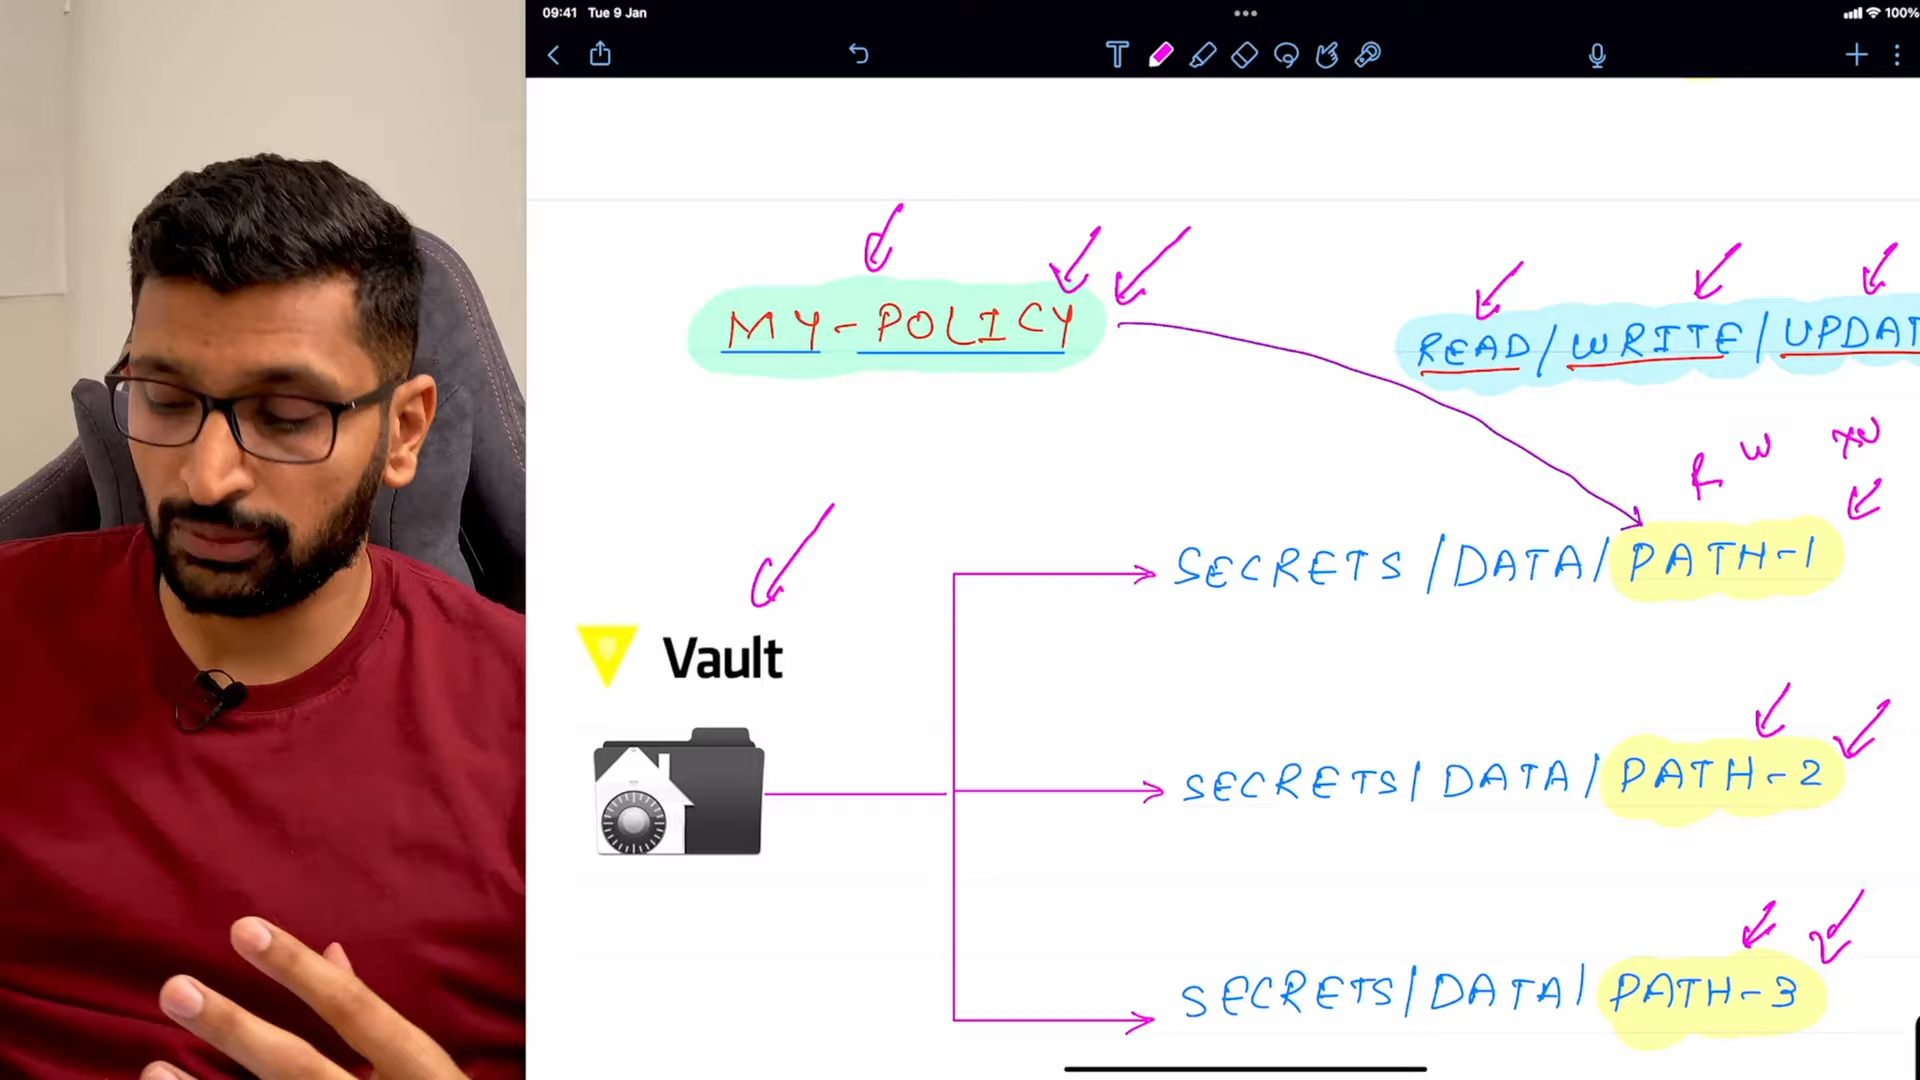 09:41 Tue 9 Jan
100%
T
MY-POLICY
READ/WRITE/UPDAT
R W XU
SECRETS/DATA/PATH-1
Vault
SECRETS/DATA/PATH-2
SECRETS/DATA/PATH-3